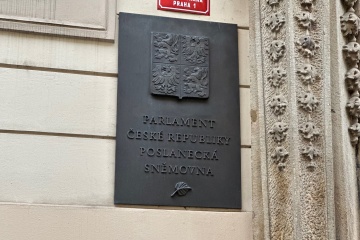 PRAHA 1
PARLAMENT
ČESKÉ REPUBLIKY
POSLANECKÁ
SNĚMOVNA